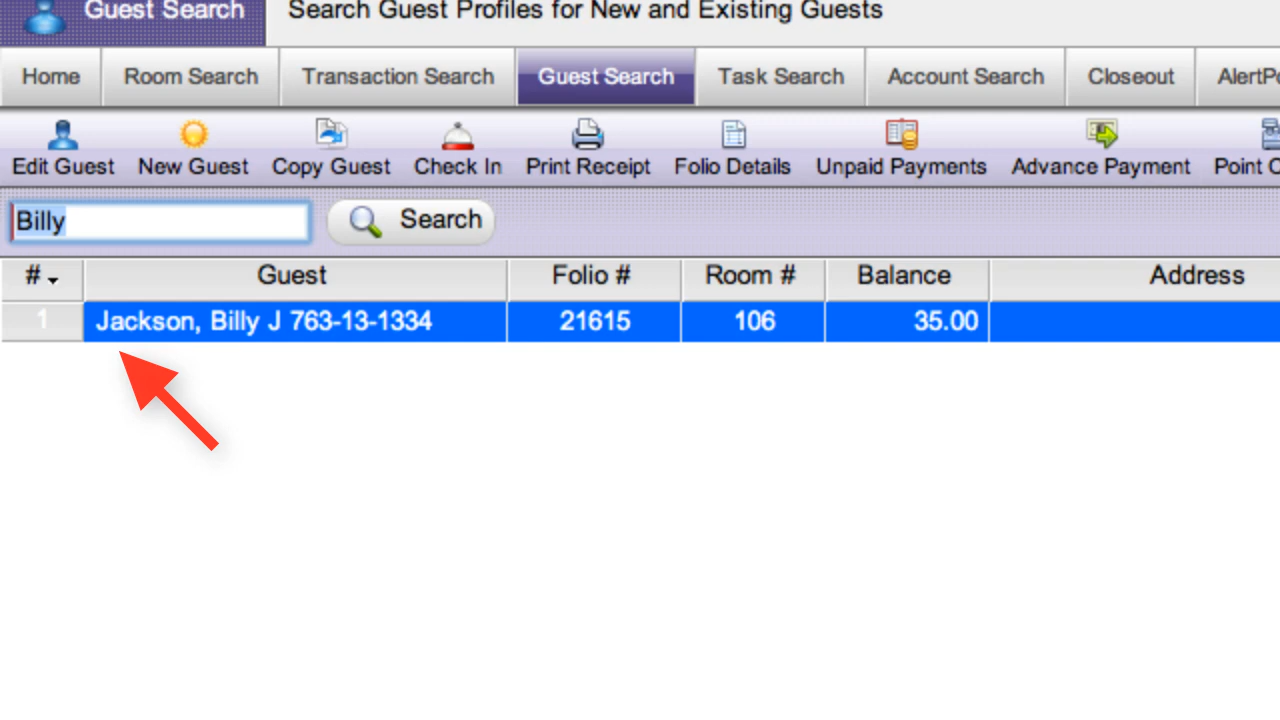 Guest Search Search Guest Profiles for New and Existing Guests
Home Room Search Transaction Search Guest Search Task Search Account Search Closeout
Edit Guest New Guest Copy Guest Check In Print Receipt Folio Details Unpaid Payments Advance Payment Point
Billy Search
# Guest Folio # Room # Balance Address
1 Jackson, Billy J 763-13-1334 21615 106 35.00